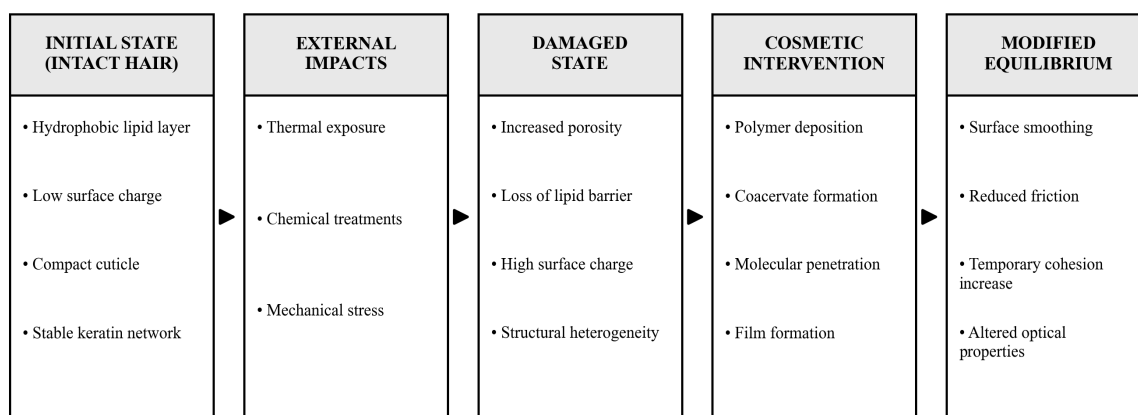 INITIAL STATE
(INTACT HAIR)
• Hydrophobic lipid layer
• Low surface charge
• Compact cuticle
• Stable keratin network
EXTERNAL
IMPACTS
• Thermal exposure
• Chemical treatments
• Mechanical stress
DAMAGED
STATE
• Increased porosity
• Loss of lipid barrier
• High surface charge
• Structural heterogeneity
COSMETIC
INTERVENTION
• Polymer deposition
• Coacervate formation
• Molecular penetration
• Film formation
MODIFIED
EQUILIBRIUM
• Surface smoothing
• Reduced friction
• Temporary cohesion
increase
• Altered optical
properties